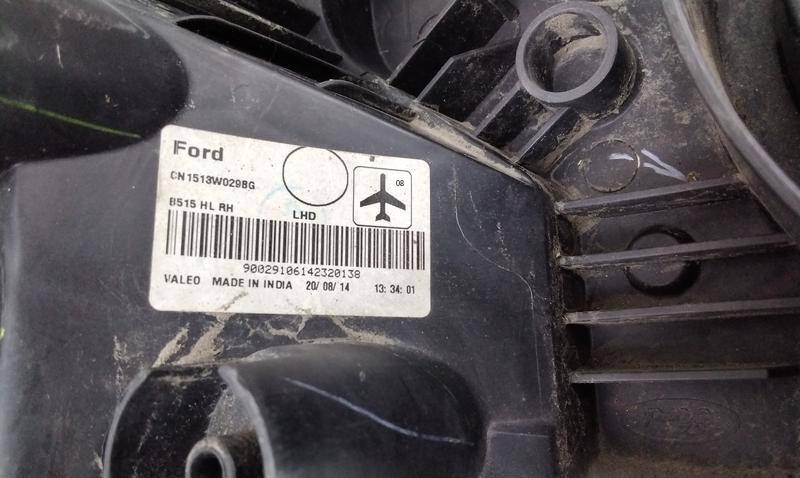 Ford
CN1513W029BG
08
B515 HL RH
LHD
90029106142320138
VALEO MADE IN INDIA 20/08/14 13:34:01